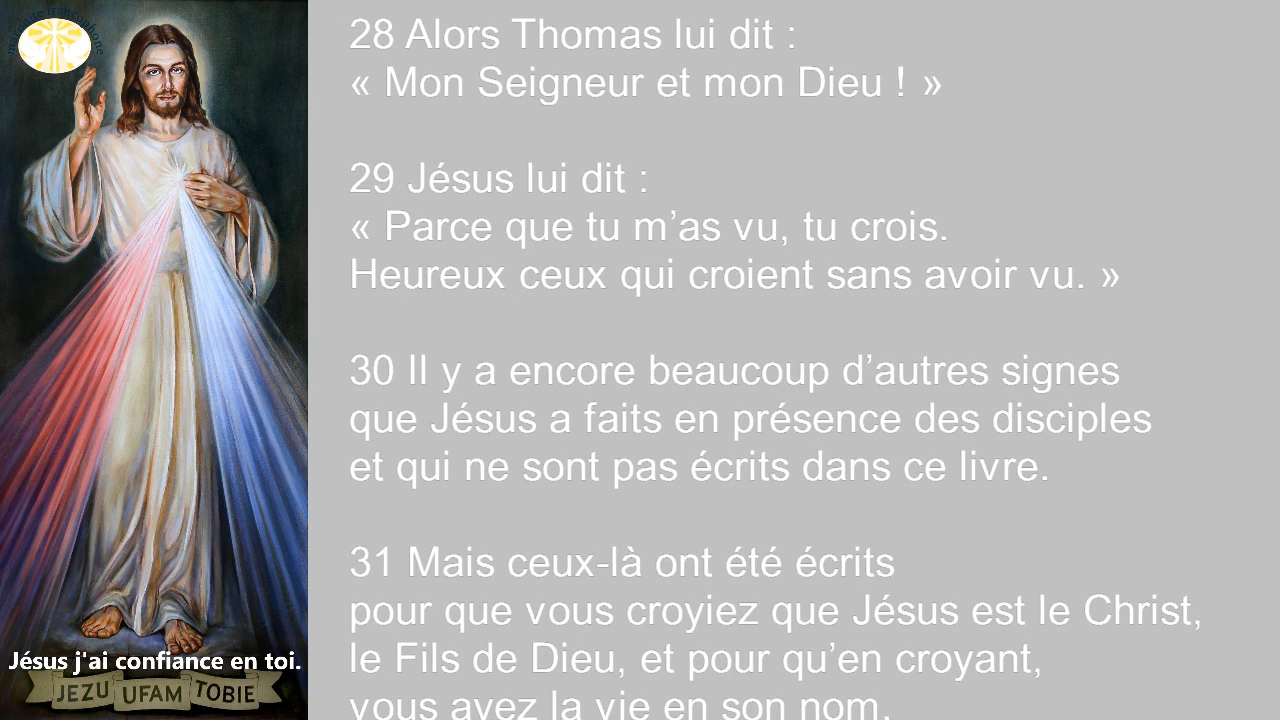 28 Alors Thomas lui dit :
« Mon Seigneur et mon Dieu ! »
29 Jésus lui dit :
« Parce que tu m’as vu, tu crois.
Heureux ceux qui croient sans avoir vu. »
30 Il y a encore beaucoup d’autres signes
que Jésus a faits en présence des disciples
et qui ne sont pas écrits dans ce livre.
31 Mais ceux-là ont été écrits
pour que vous croyiez que Jésus est le Christ,
le Fils de Dieu, et pour qu’en croyant,
vous avez la vie en son nom.
Jésus j'ai confiance en toi.
JEZU UFAM TOBIE